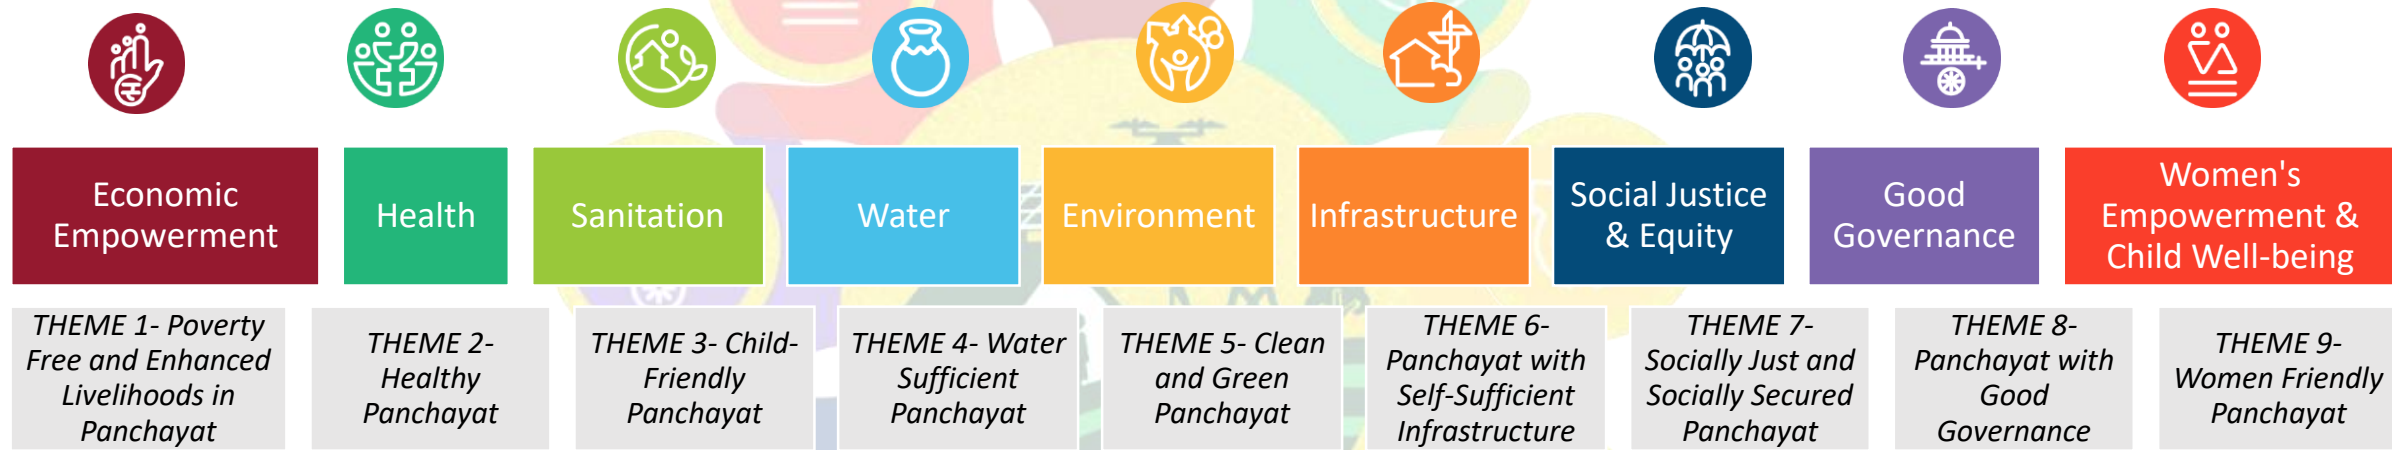 Economic
Empowerment
Health
Sanitation
Water
Environment
Infrastructure
Social Justice
& Equity
Good
Governance
Women's
Empowerment &
Child Well-being
THEME 1- Poverty
Free and Enhanced
Livelihoods in
Panchayat
THEME 2-
Healthy
Panchayat
THEME 3- Child-
Friendly
Panchayat
THEME 4- Water
Sufficient
Panchayat
THEME 5- Clean
and Green
Panchayat
THEME 6-
Panchayat with
Self-Sufficient
Infrastructure
THEME 7-
Socially Just and
Socially Secured
Panchayat
THEME 8-
Panchayat with
Good
Governance
THEME 9-
Women Friendly
Panchayat